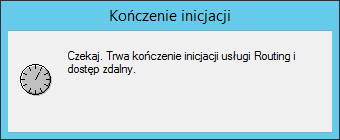 Kończenie inicjacji
Czekaj. Trwa kończenie inicjacji usługi Routing i
dostęp zdalny.